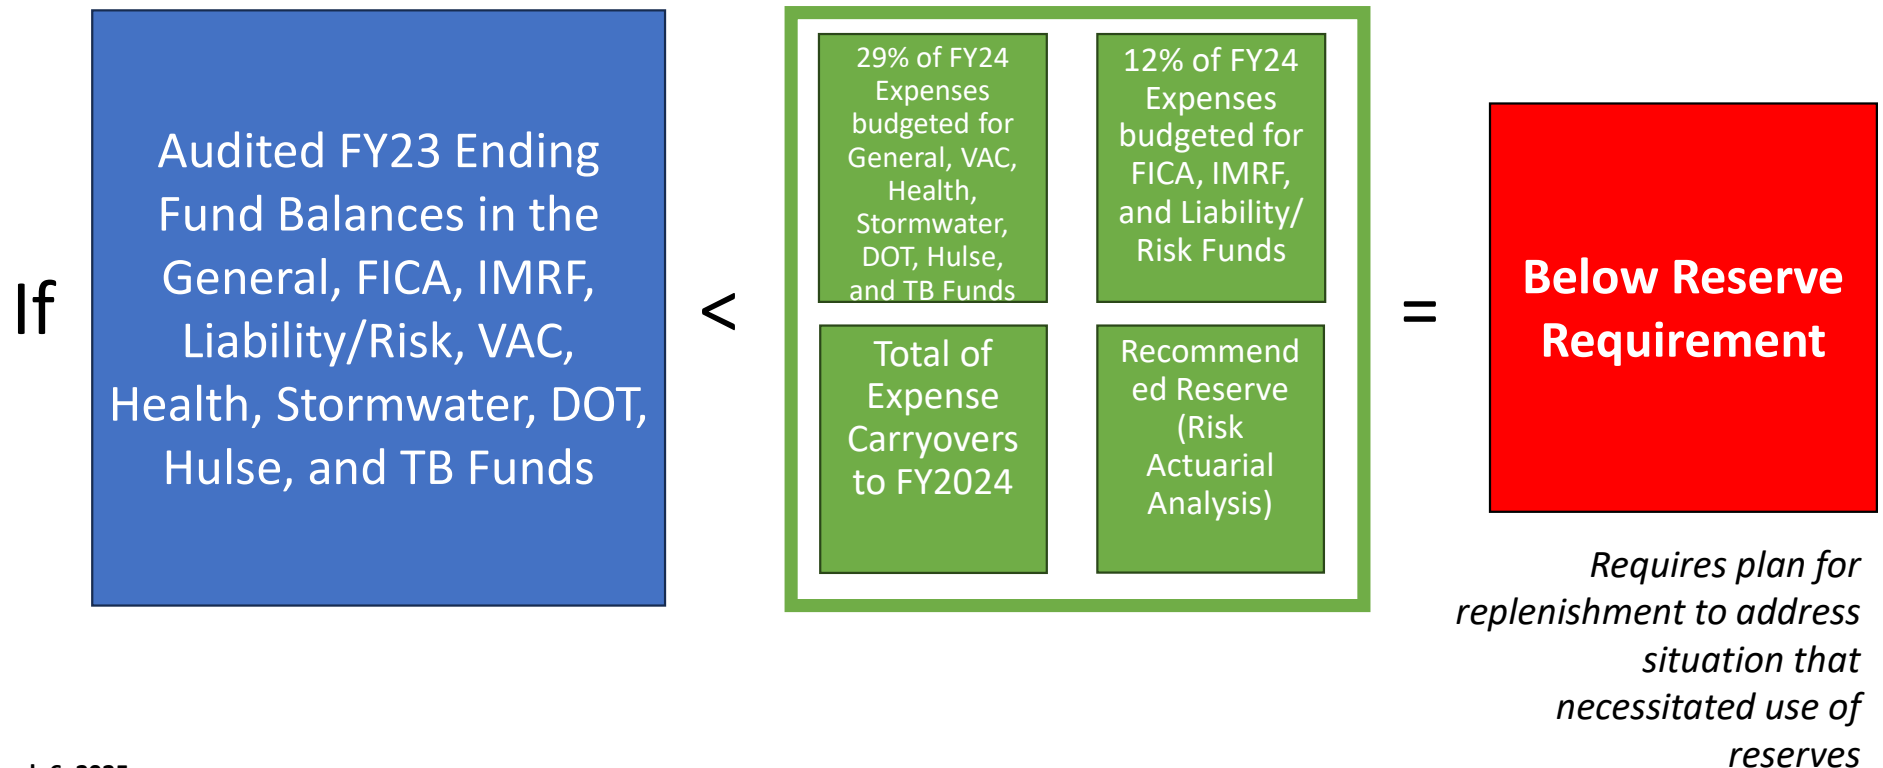 If
Audited FY23 Ending
Fund Balances in the
General, FICA, IMRF,
Liability/Risk, VAC,
Health, Stormwater, DOT,
Hulse, and TB Funds
<
29% of FY24
Expenses
budgeted for
General, VAC,
Health,
Stormwater,
DOT, Hulse,
and TB Funds
12% of FY24
Expenses
budgeted for
FICA, IMRF,
and Liability/
Risk Funds
Total of
Expense
Carryovers
to FY2024
Recommend
ed Reserve
(Risk
Actuarial
Analysis)
=
Below Reserve
Requirement
Requires plan for
replenishment to address
situation that
necessitated use of
reserves